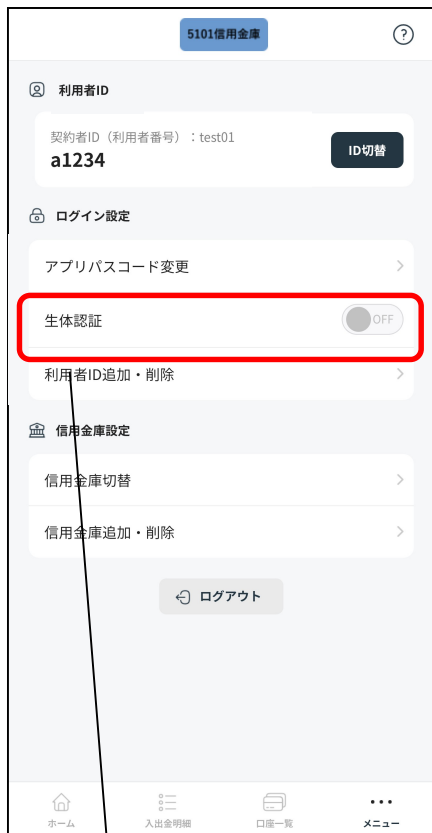 5101信用金庫
?
利用者ID
契約者ID（利用者番号）：test01
a1234
ID切替
ログイン設定
アプリパスコード変更
生体認証
OFF
利用者ID追加・削除
信用金庫設定
信用金庫切替
信用金庫追加・削除
ログアウト
ホーム
入出金明細
口座一覧
メニュー